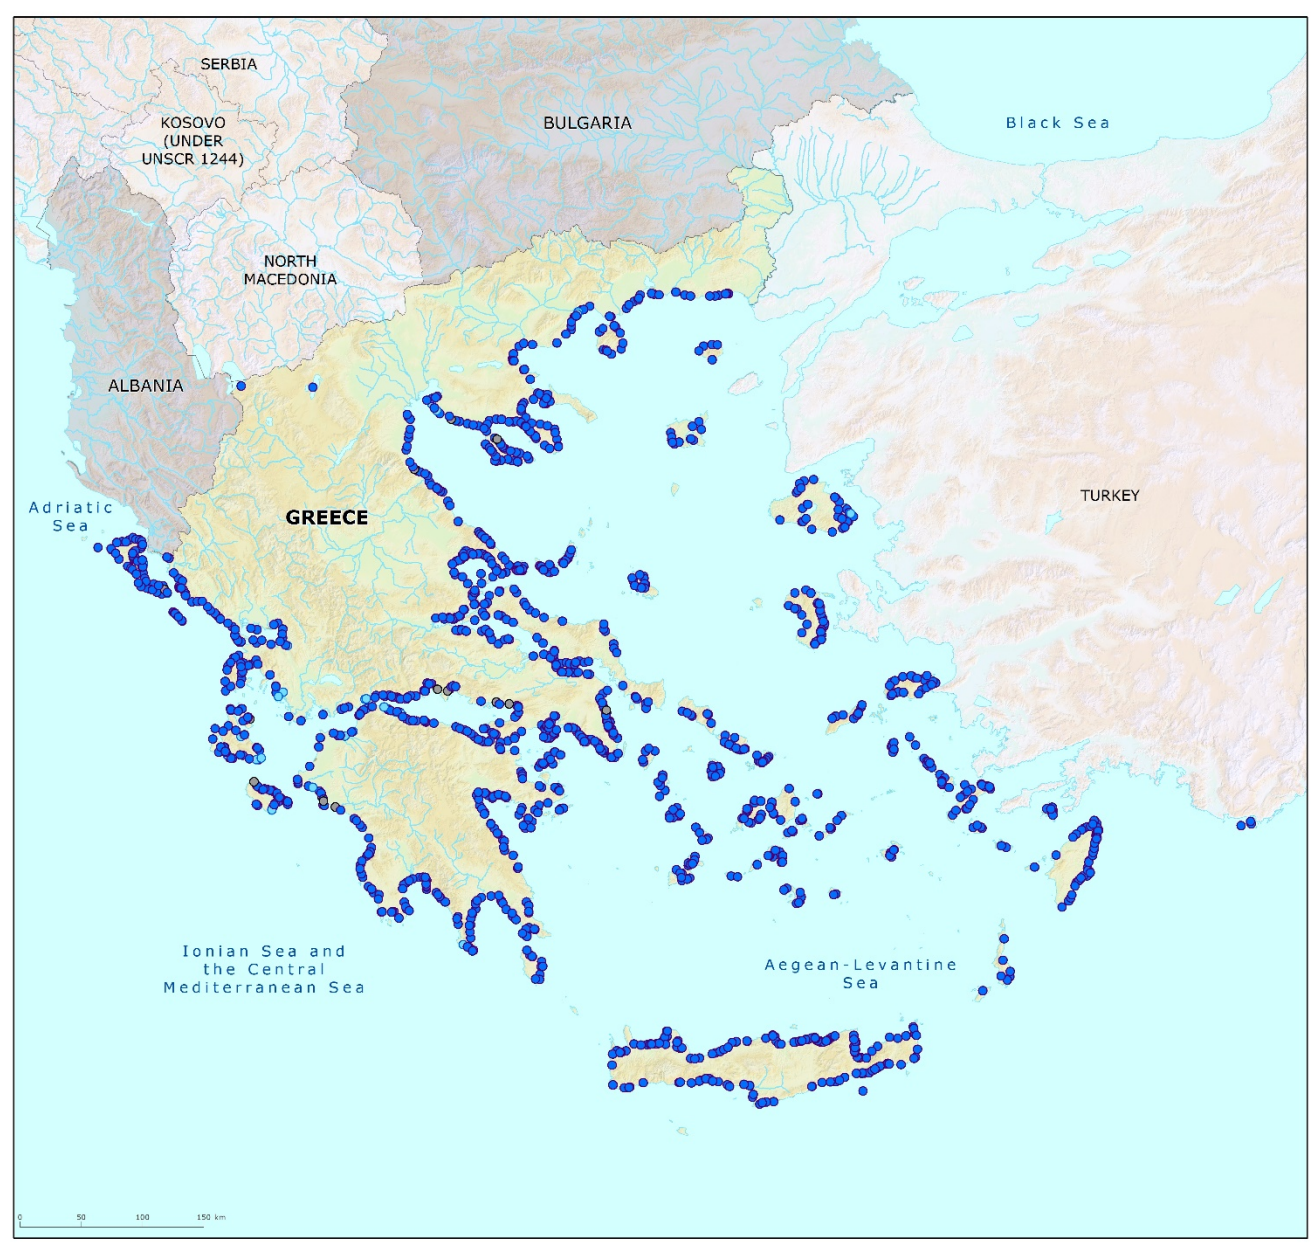 SERBIA
KOSOVO
(UNDER
UNSCR 1244)
BULGARIA
Black Sea
NORTH
MACEDONIA
ALBANIA
TURKEY
Adriatic
Sea
GREECE
Ionian Sea and
the Central
Mediterranean Sea
Aegean-Levantine
Sea
0 50 100 150 km